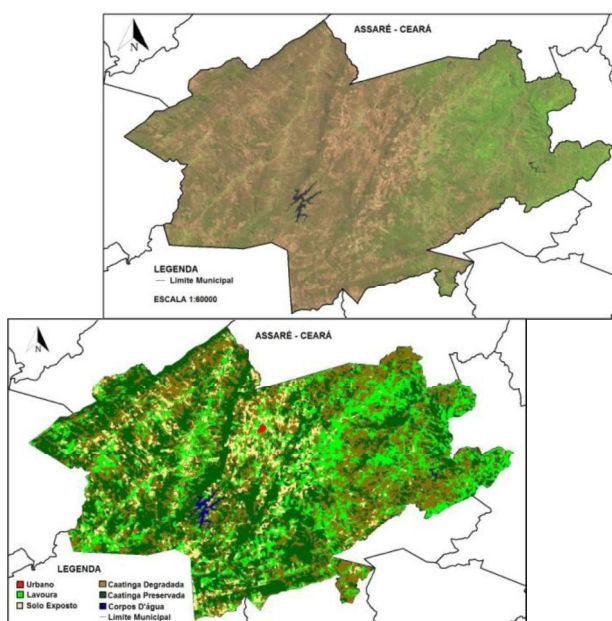 ASSARÉ - CEARÁ
N
LEGENDA
Limite Municipal
ESCALA 1:60000
ASSARÉ - CEARÁ
N
LEGENDA
Urbano
Lavoura
Solo Exposto
Caatinga Degradada
Caatinga Preservada
Corpos D'água
Limite Municipal